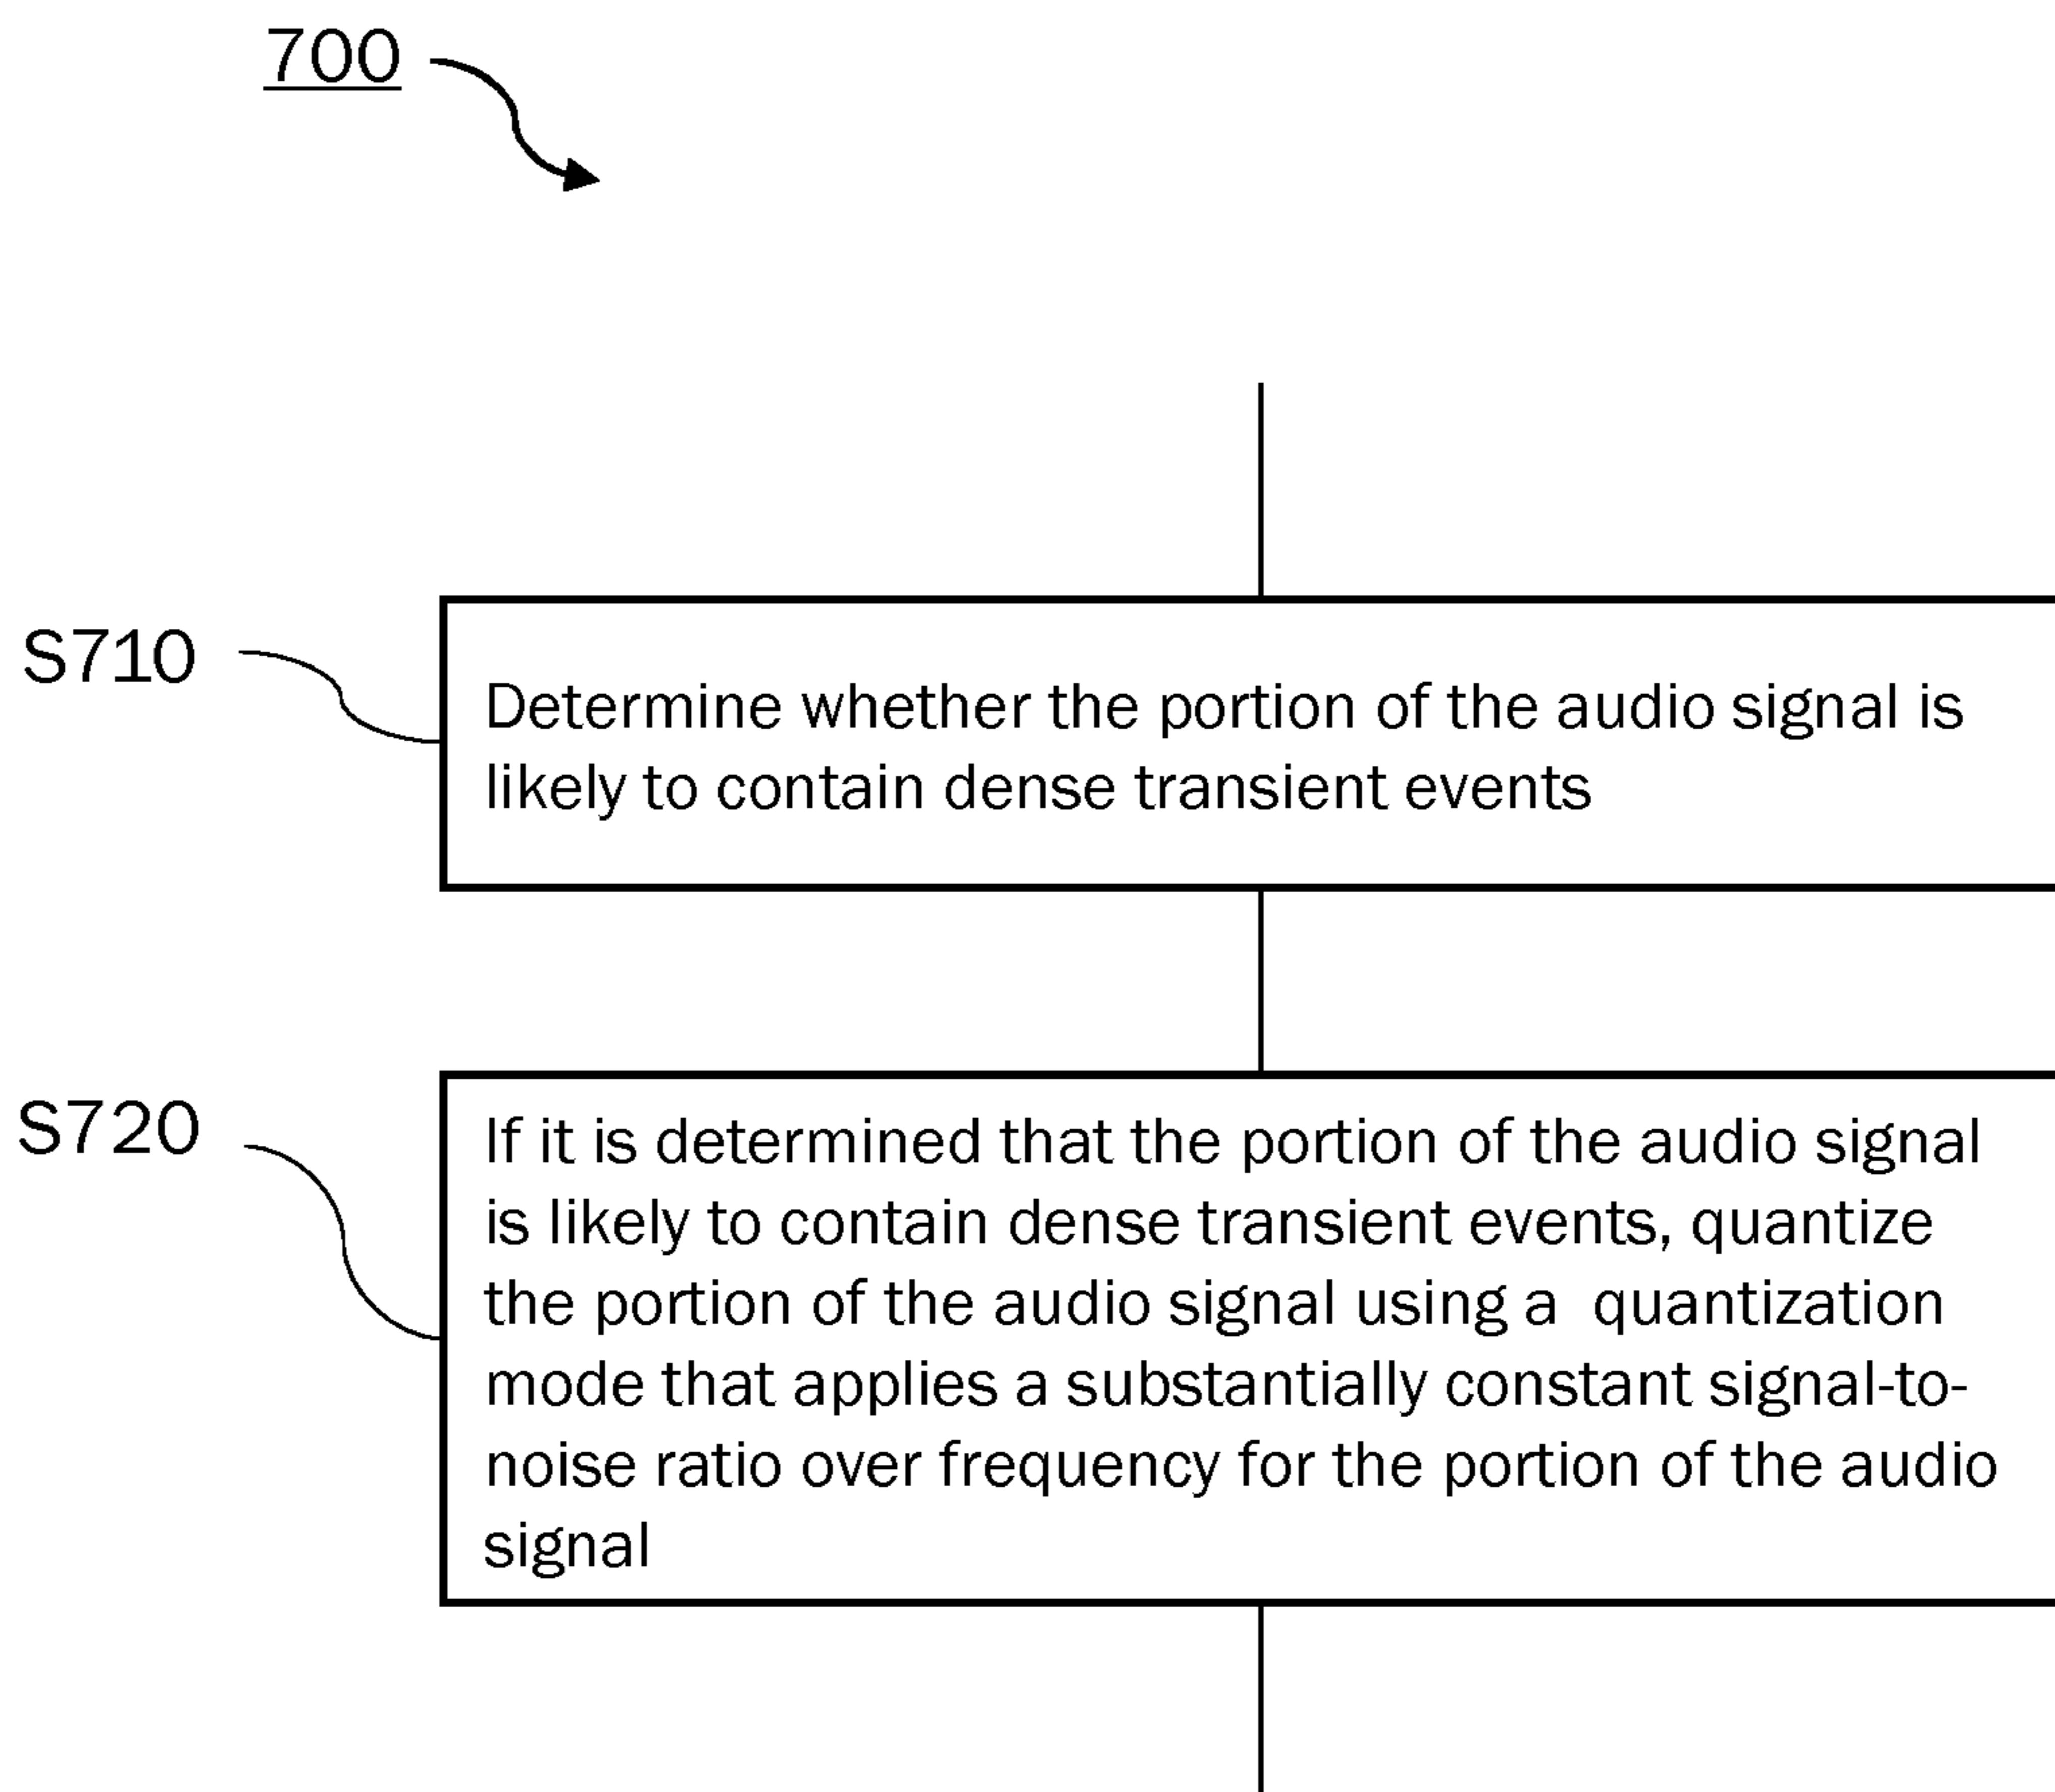 700
S710
Determine whether the portion of the audio signal is
likely to contain dense transient events
S720
If it is determined that the portion of the audio signal
is likely to contain dense transient events, quantize
the portion of the audio signal using a  quantization
mode that applies a substantially constant signal-to-
noise ratio over frequency for the portion of the audio
signal